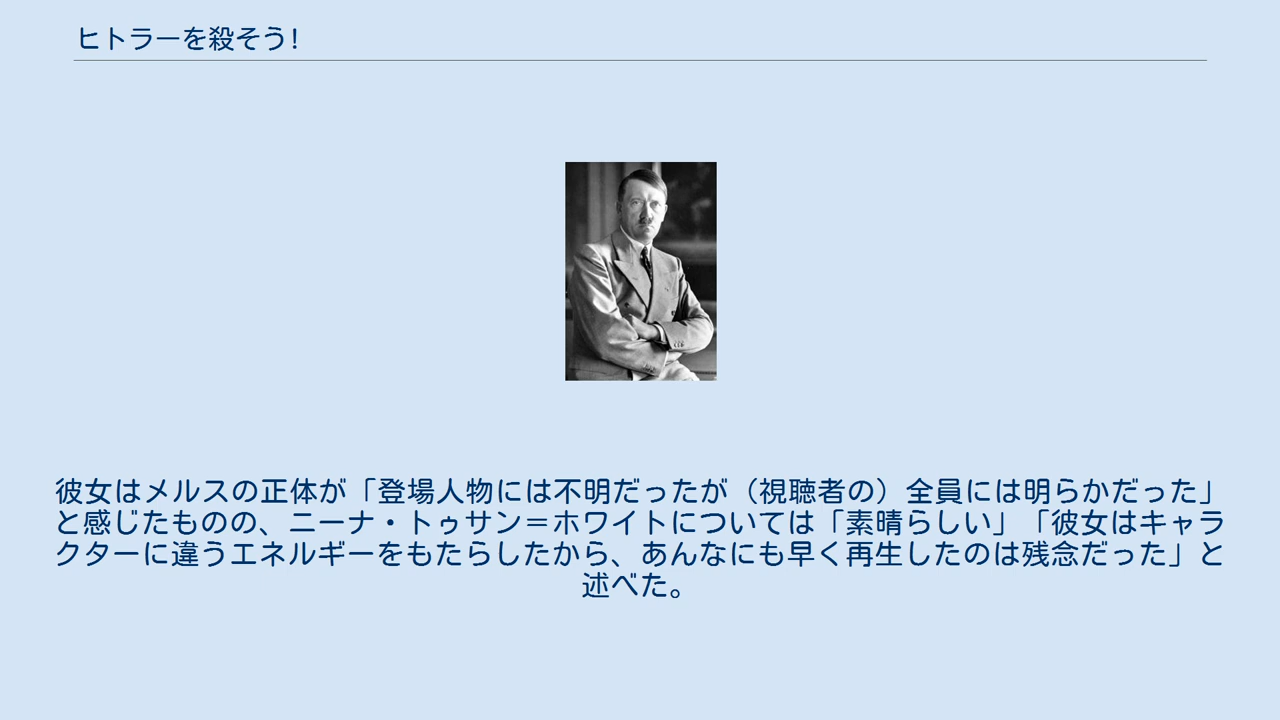 ヒトラーを殺そう!
彼女はメルスの正体が「登場人物には不明だったが（視聴者の）全員には明らかだった」
と感じたものの、ニーナ・トゥサン＝ホワイトについては「素晴らしい」「彼女はキャラ
クターに違うエネルギーをもたらしたから、あんなにも早く再生したのは残念だった」と
述べた。